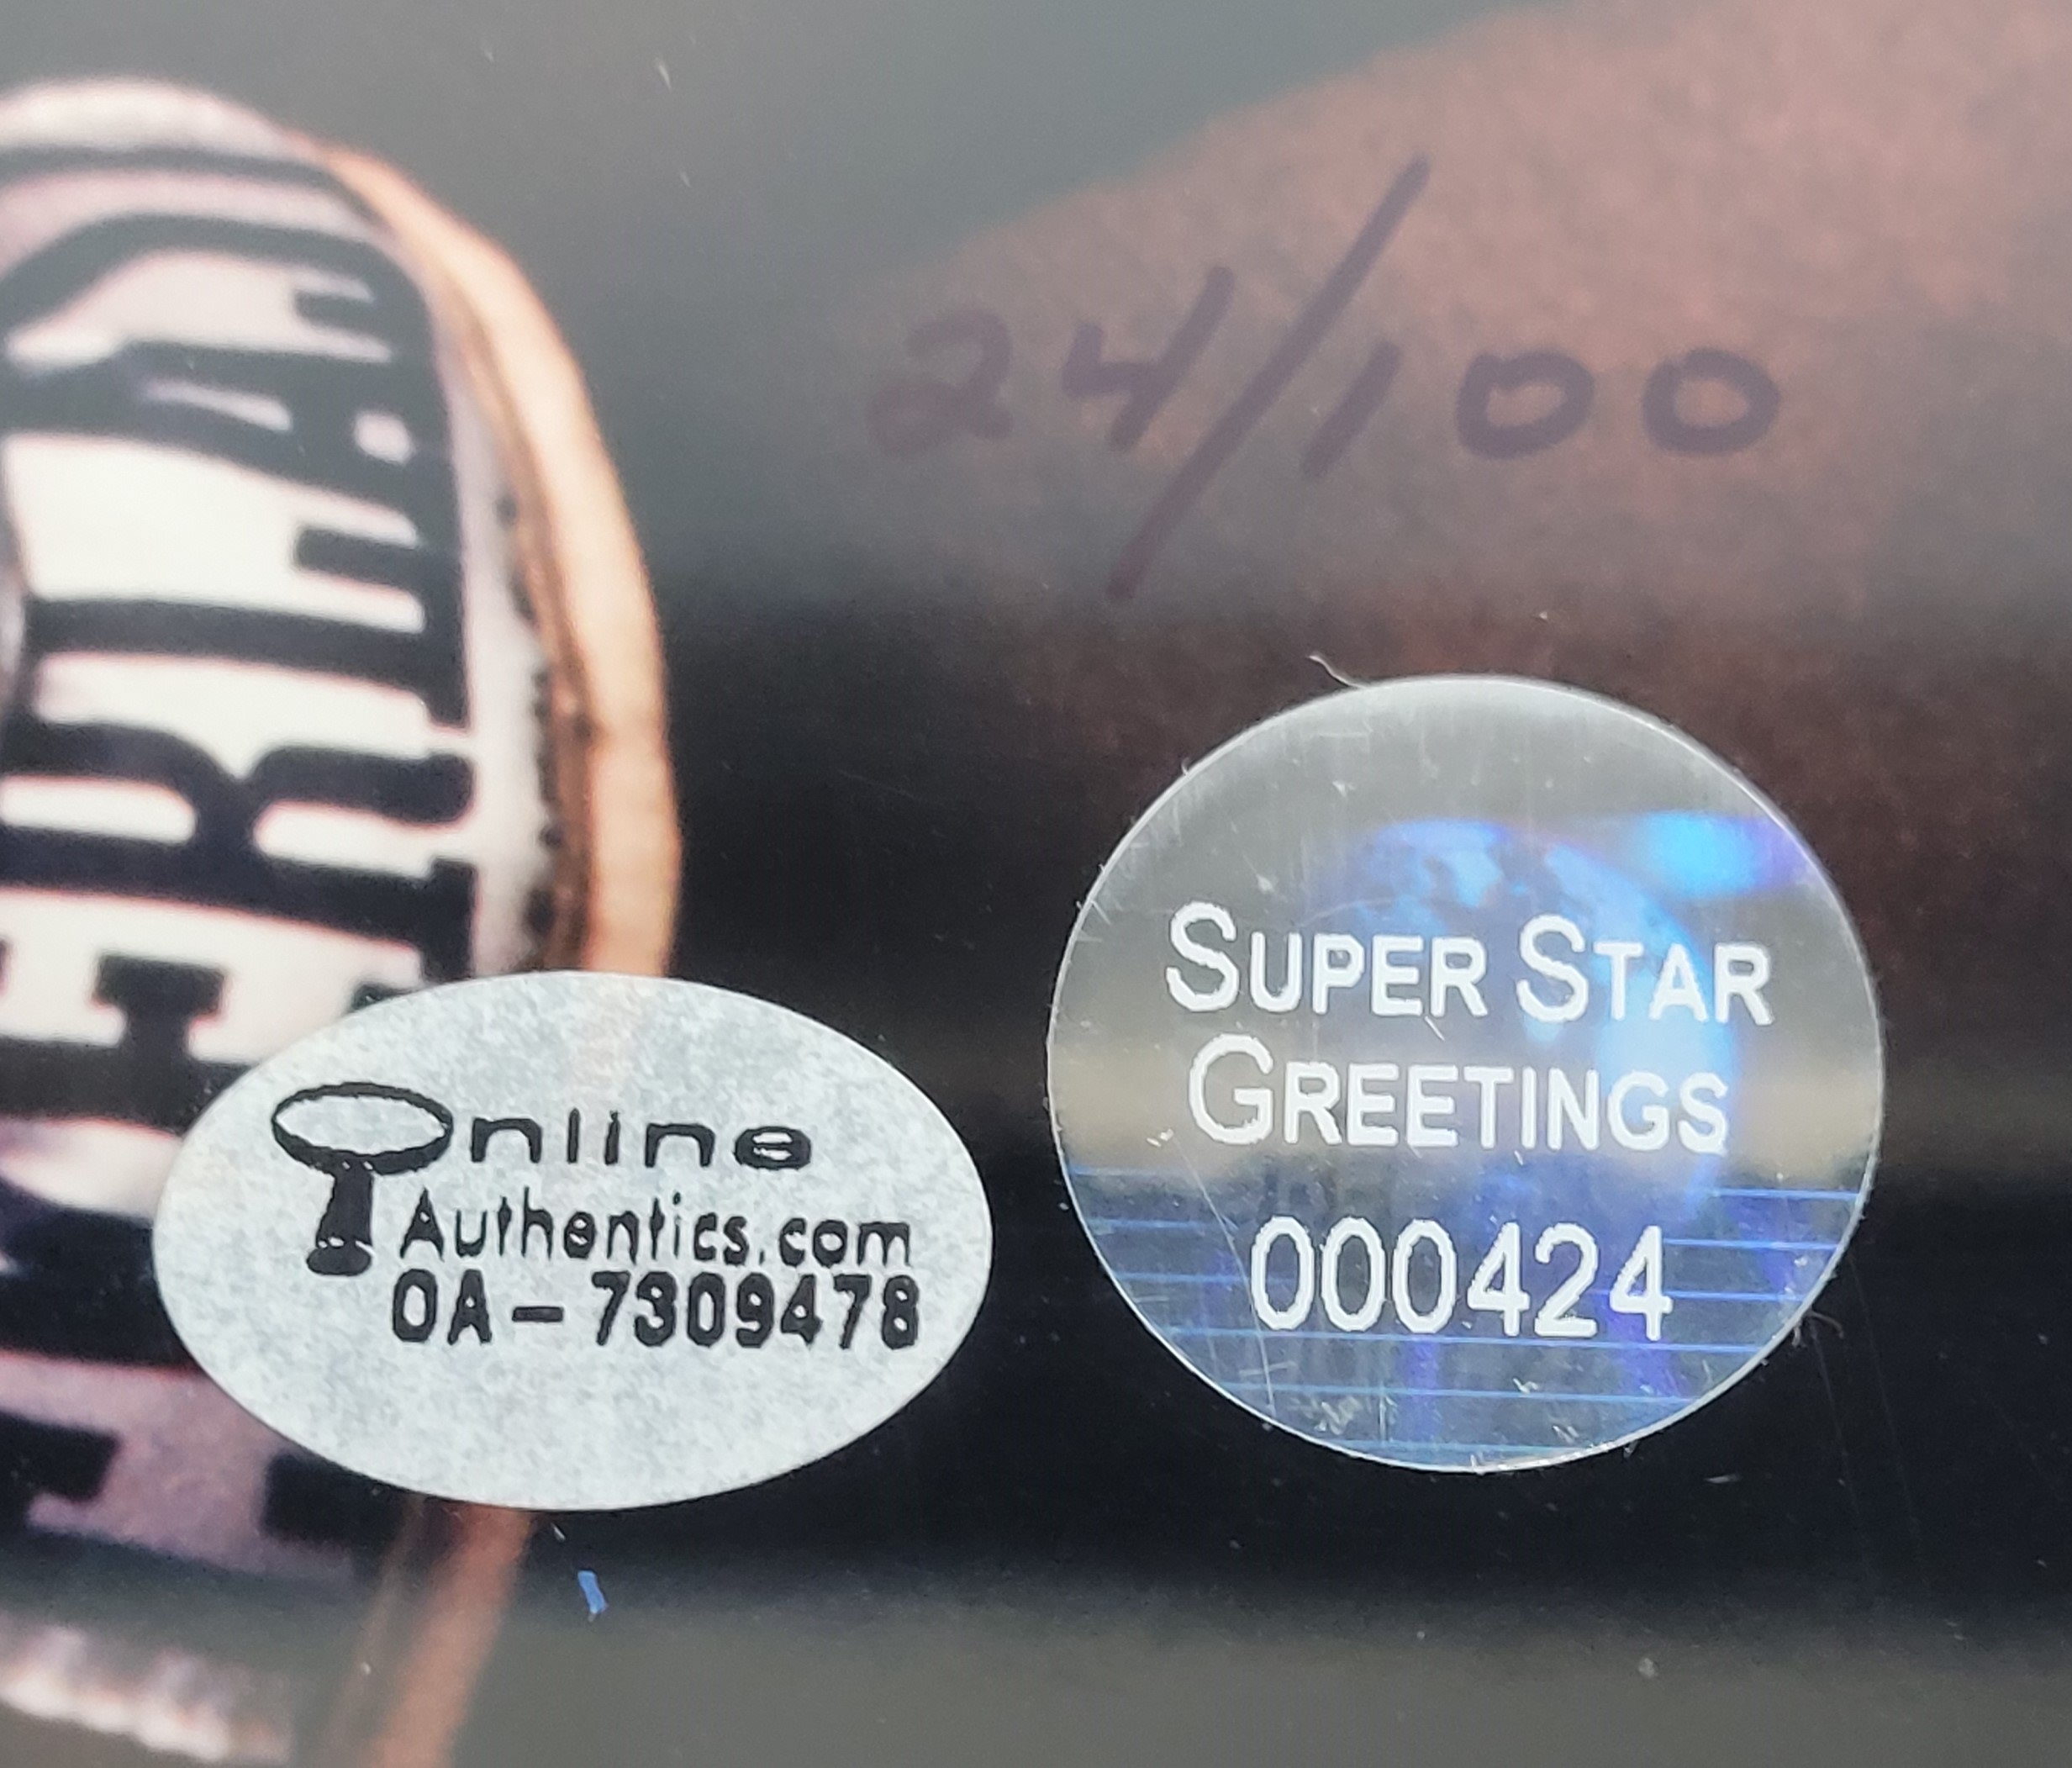 24/100
Online
Authentics.com
OA-7309478
SUPER STAR
GREETINGS
000424